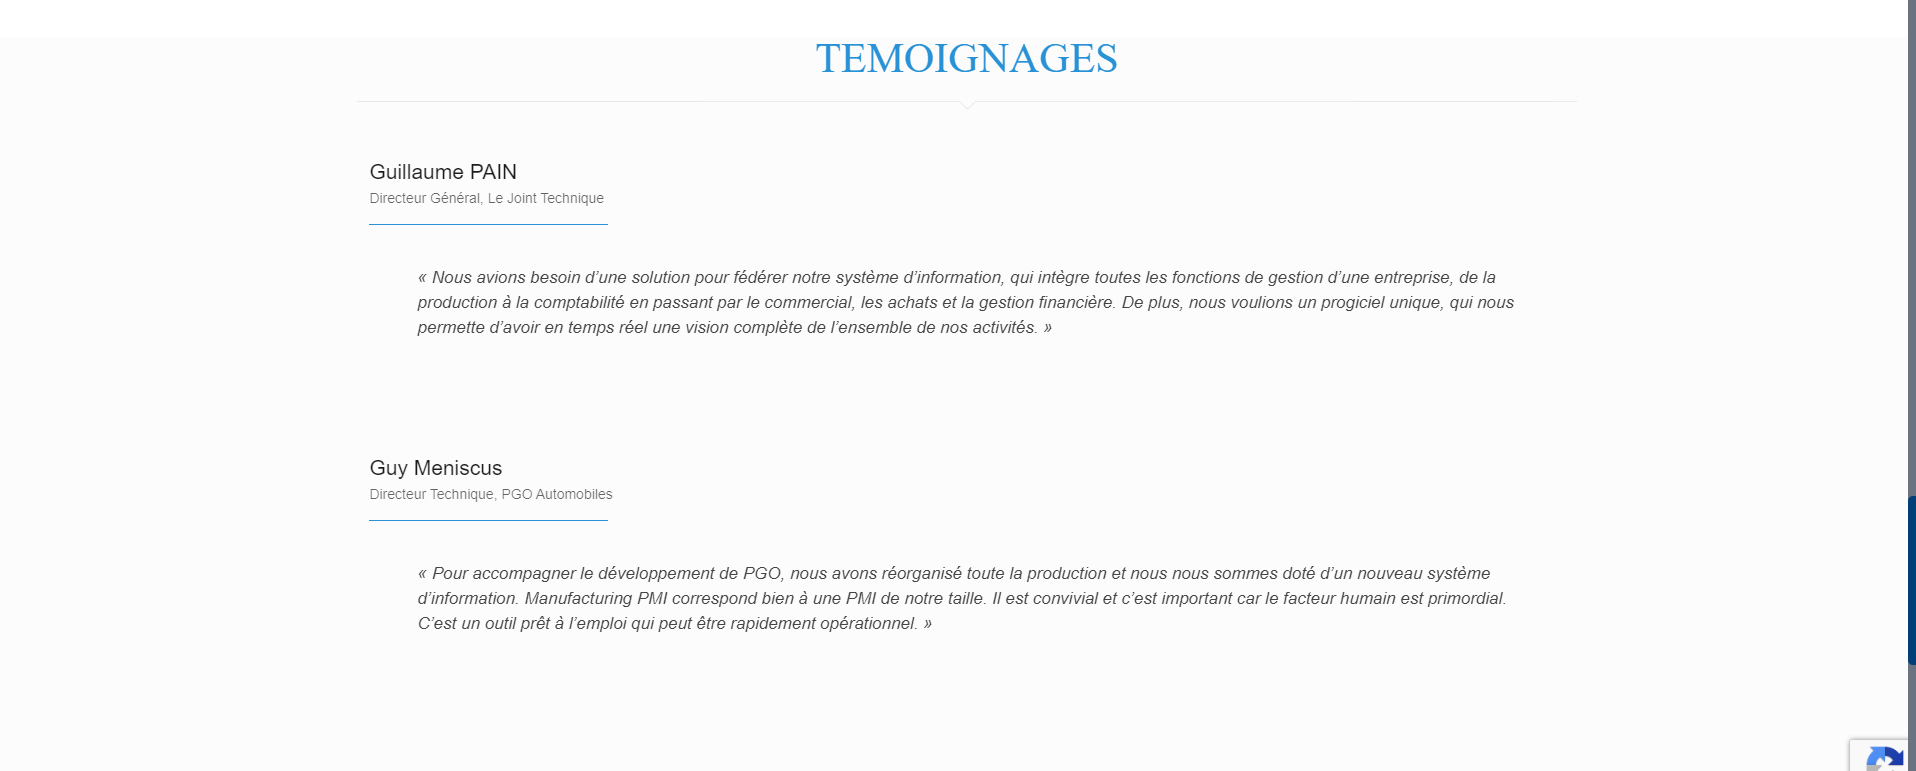 TEMOIGNAGES
Guillaume PAIN
Directeur Général, Le Joint Technique
« Nous avions besoin d’une solution pour fédérer notre système d’information, qui intègre toutes les fonctions de gestion d’une entreprise, de la
production à la comptabilité en passant par le commercial, les achats et la gestion financière. De plus, nous voulions un progiciel unique, qui nous
permette d’avoir en temps réel une vision complète de l’ensemble de nos activités. »
Guy Meniscus
Directeur Technique, PGO Automobiles
« Pour accompagner le développement de PGO, nous avons réorganisé toute la production et nous nous sommes doté d’un nouveau système
d’information. Manufacturing PMI correspond bien à une PMI de notre taille. Il est convivial et c’est important car le facteur humain est primordial.
C’est un outil prêt à l’emploi qui peut être rapidement opérationnel. »